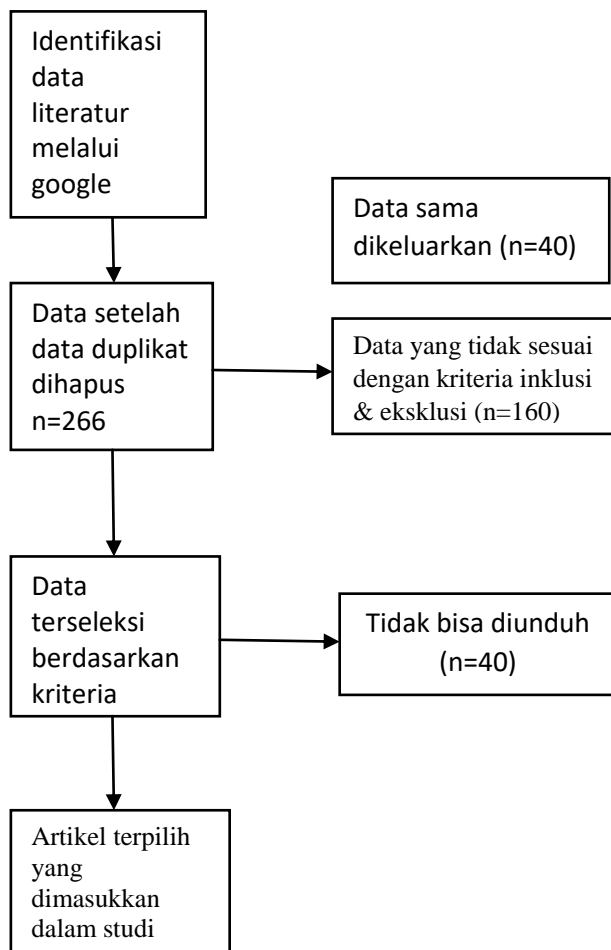 Identifikasi
data
literatur
melalui
google
Data sama
dikeluarkan (n=40)
Data setelah
data duplikat
dihapus
n=266
Data yang tidak sesuai
dengan kriteria inklusi
& eksklusi (n=160)
Data
terseleksi
berdasarkan
kriteria
Tidak bisa diunduh
(n=40)
Artikel terpilih
yang
dimasukkan
dalam studi